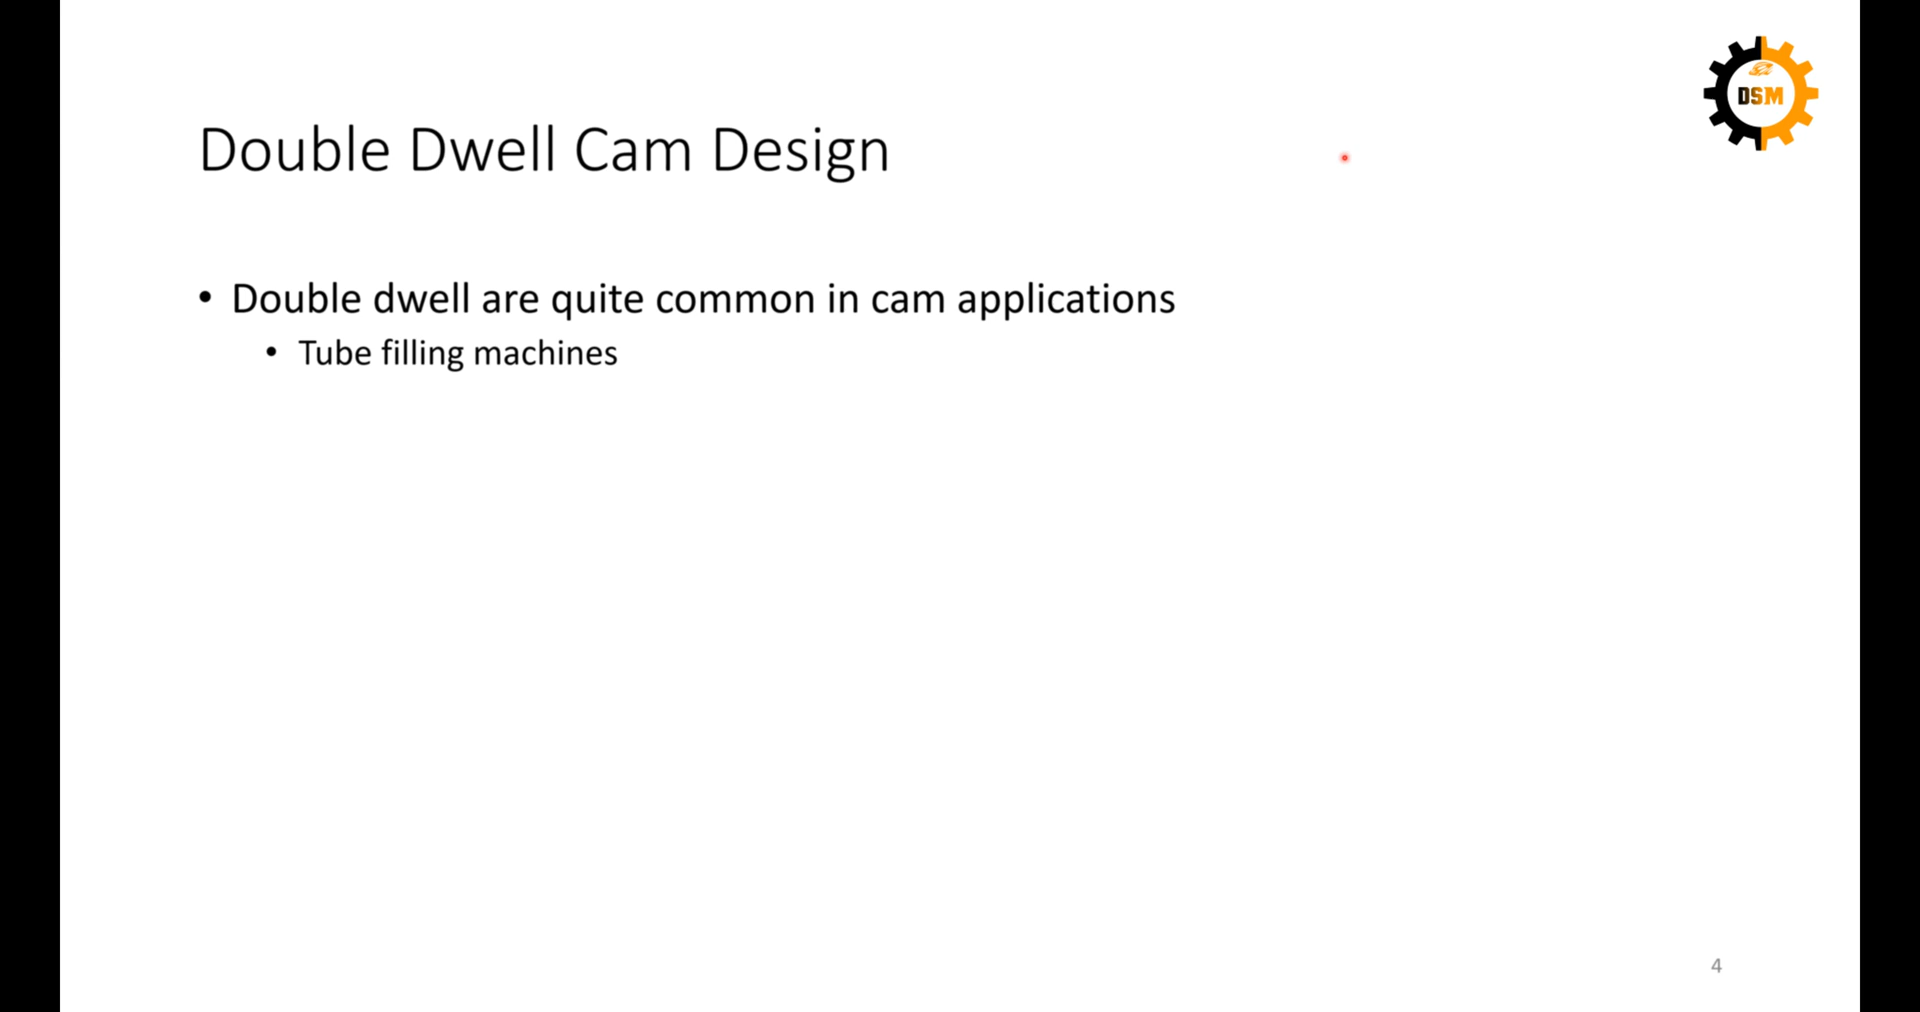 DSM
Double Dwell Cam Design
• Double dwell are quite common in cam applications
• Tube filling machines
4